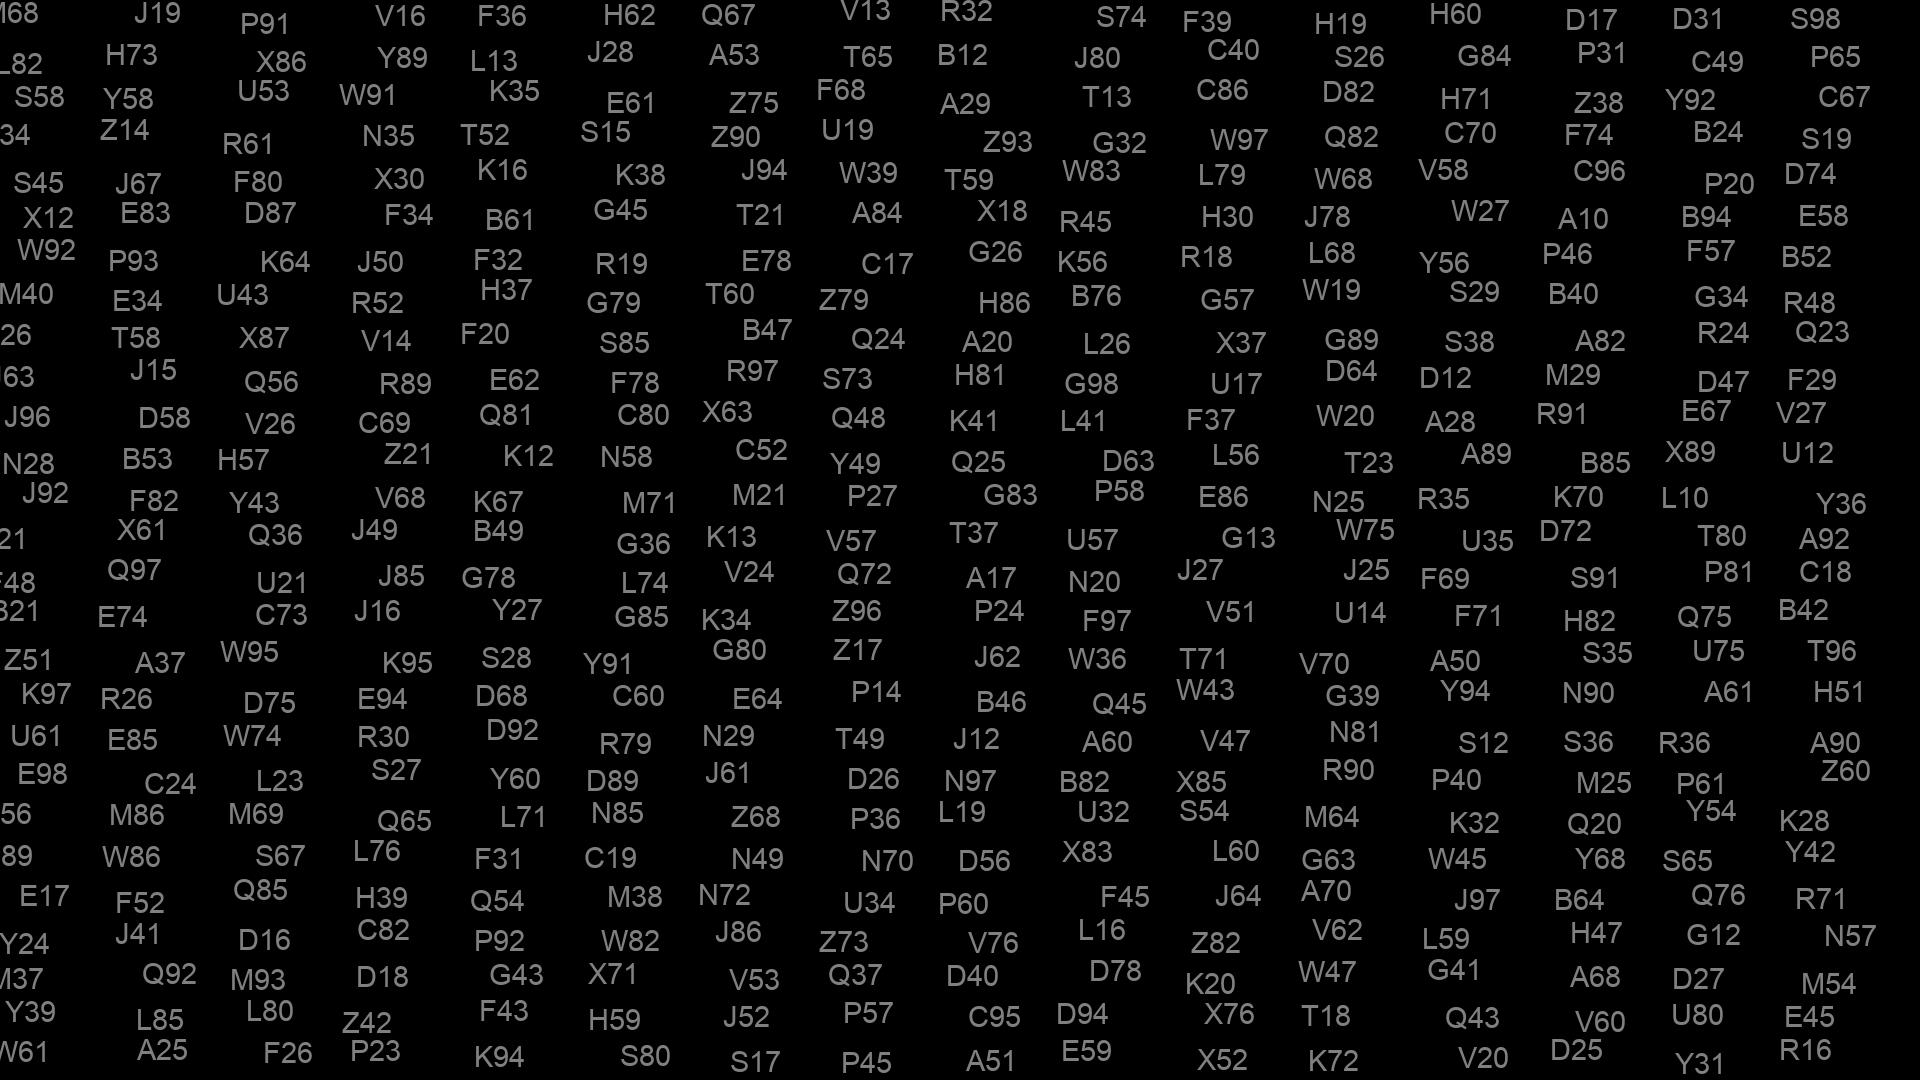 J19 P91 V16 F36 H62 Q67 V13 R32 S74 F39 H19 H60 D17 D31 S98
L82 H73 X86 Y89 L13 J28 A53 T65 B12 J80 C40 S26 G84 P31 C49 P65
S58 Y58 U53 W91 K35 E61 Z75 F68 A29 T13 C86 D82 H71 Z38 Y92 C67
34 Z14 R61 N35 T52 S15 Z90 U19 Z93 G32 W97 Q82 C70 F74 B24 S19
S45 J67 F80 X30 K16 K38 J94 W39 T59 W83 L79 W68 V58 C96 P20 D74
X12 E83 D87 F34 B61 G45 T21 A84 X18 R45 H30 J78 W27 A10 B94 E58
W92 P93 K64 J50 F32 R19 E78 C17 G26 K56 R18 L68 Y56 P46 F57 B52
M40 E34 U43 R52 H37 G79 T60 Z79 H86 B76 G57 W19 S29 B40 G34 R48
26 T58 X87 V14 F20 S85 B47 Q24 A20 L26 X37 G89 S38 A82 R24 Q23
63 J15 Q56 R89 E62 F78 R97 S73 H81 G98 U17 D64 D12 M29 D47 F29
J96 D58 V26 C69 Q81 C80 X63 Q48 K41 L41 F37 W20 A28 R91 E67 V27
N28 B53 H57 Z21 K12 N58 C52 Y49 Q25 D63 L56 T23 A89 B85 X89 U12
J92 F82 Y43 V68 K67 M71 M21 P27 G83 P58 E86 N25 R35 K70 L10 Y36
21 X61 Q36 J49 B49 G36 K13 V57 T37 U57 G13 W75 U35 D72 T80 A92
F48 Q97 U21 J85 G78 L74 V24 Q72 A17 N20 J27 J25 F69 S91 P81 C18
B21 E74 C73 J16 Y27 G85 K34 Z96 P24 F97 V51 U14 F71 H82 Q75 B42
Z51 A37 W95 K95 S28 Y91 G80 Z17 J62 W36 T71 V70 A50 S35 U75 T96
K97 R26 D75 E94 D68 C60 E64 P14 B46 Q45 W43 G39 Y94 N90 A61 H51
U61 E85 W74 R30 D92 R79 N29 T49 J12 A60 V47 N81 S12 S36 R36 A90
E98 C24 L23 S27 Y60 D89 J61 D26 N97 B82 X85 R90 P40 M25 P61 Z60
56 M86 M69 Q65 L71 N85 Z68 P36 L19 U32 S54 M64 K32 Q20 Y54 K28
89 W86 S67 L76 F31 C19 N49 N70 D56 X83 L60 G63 W45 Y68 S65 Y42
E17 F52 Q85 H39 Q54 M38 N72 U34 P60 F45 J64 A70 J97 B64 Q76 R71
Y24 J41 D16 C82 P92 W82 J86 Z73 V76 L16 Z82 V62 L59 H47 G12 N57
M37 Q92 M93 D18 G43 X71 V53 Q37 D40 D78 K20 W47 G41 A68 D27 M54
Y39 L85 L80 Z42 F43 H59 J52 P57 C95 D94 X76 T18 Q43 V60 U80 E45
W61 A25 F26 P23 K94 S80 S17 P45 A51 E59 X52 K72 V20 D25 Y31 R16